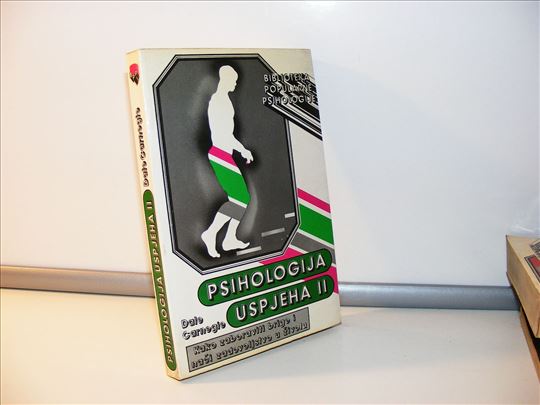 BIBLIOTEKA
POPULARNE
PSIHOLOGIJE
PSIHOLOGIJA
USPJEHA II
Dale
Carnegie
Kako zaboraviti brige i
naći zadovoljstvo u životu
PSIHOLOGIJA USPJEHA II Dale Carnegie